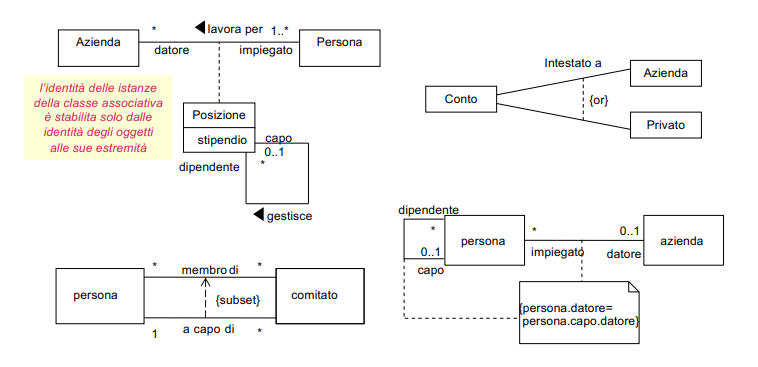 lavora per
*
1..*
Azienda
Persona
datore
impiegato
l'identità delle istanze
della classe associativa
è stabilita solo dalle
identità degli oggetti
alle sue estremità
Posizione
stipendio
capo
0..1
dipendente
*
gestisce
Intestato a
Azienda
Conto
{or}
Privato
*
membro di
*
persona
{subset}
comitato
1
a capo di
*
dipendente
*
persona
*
0..1
azienda
0..1
impiegato
datore
capo
{persona.datore=
persona.capo.datore}